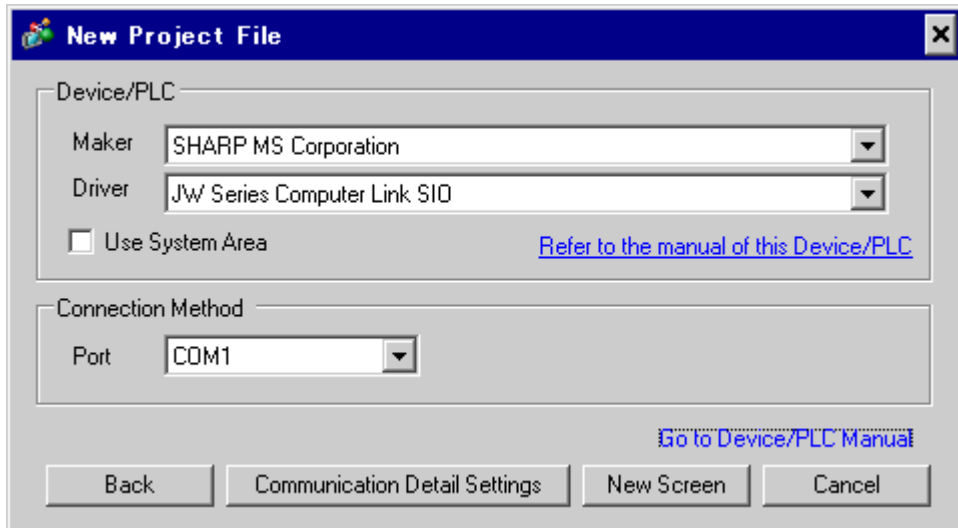 New Project File
Device/PLC
Maker SHARP MS Corporation
Driver JW Series Computer Link SIO
Use System Area Refer to the manual of this Device/PLC
Connection Method
Port COM1
Go to Device/PLC Manual
Back Communication Detail Settings New Screen Cancel